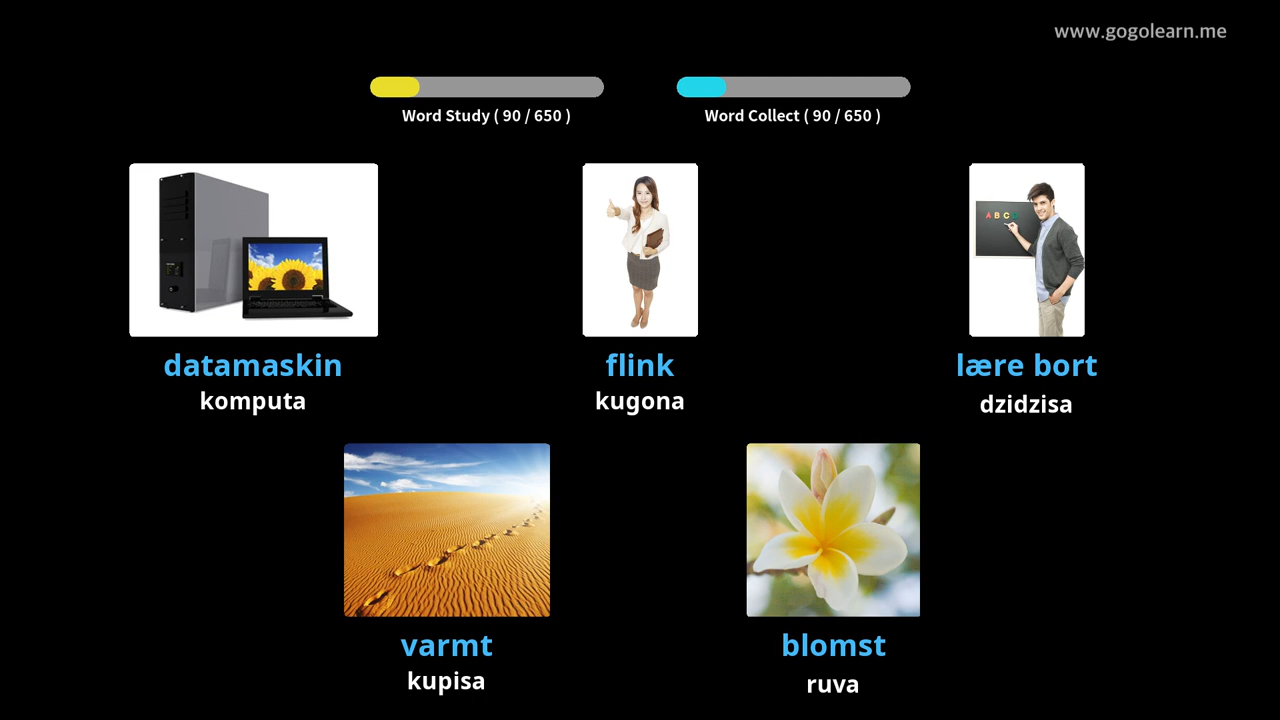 www.gogolearn.me
Word Study ( 90 / 650 )
Word Collect ( 90 / 650 )
A B C D
datamaskin
komputa
flink
kugona
lære bort
dzidzisa
varmt
kupisa
blomst
ruva